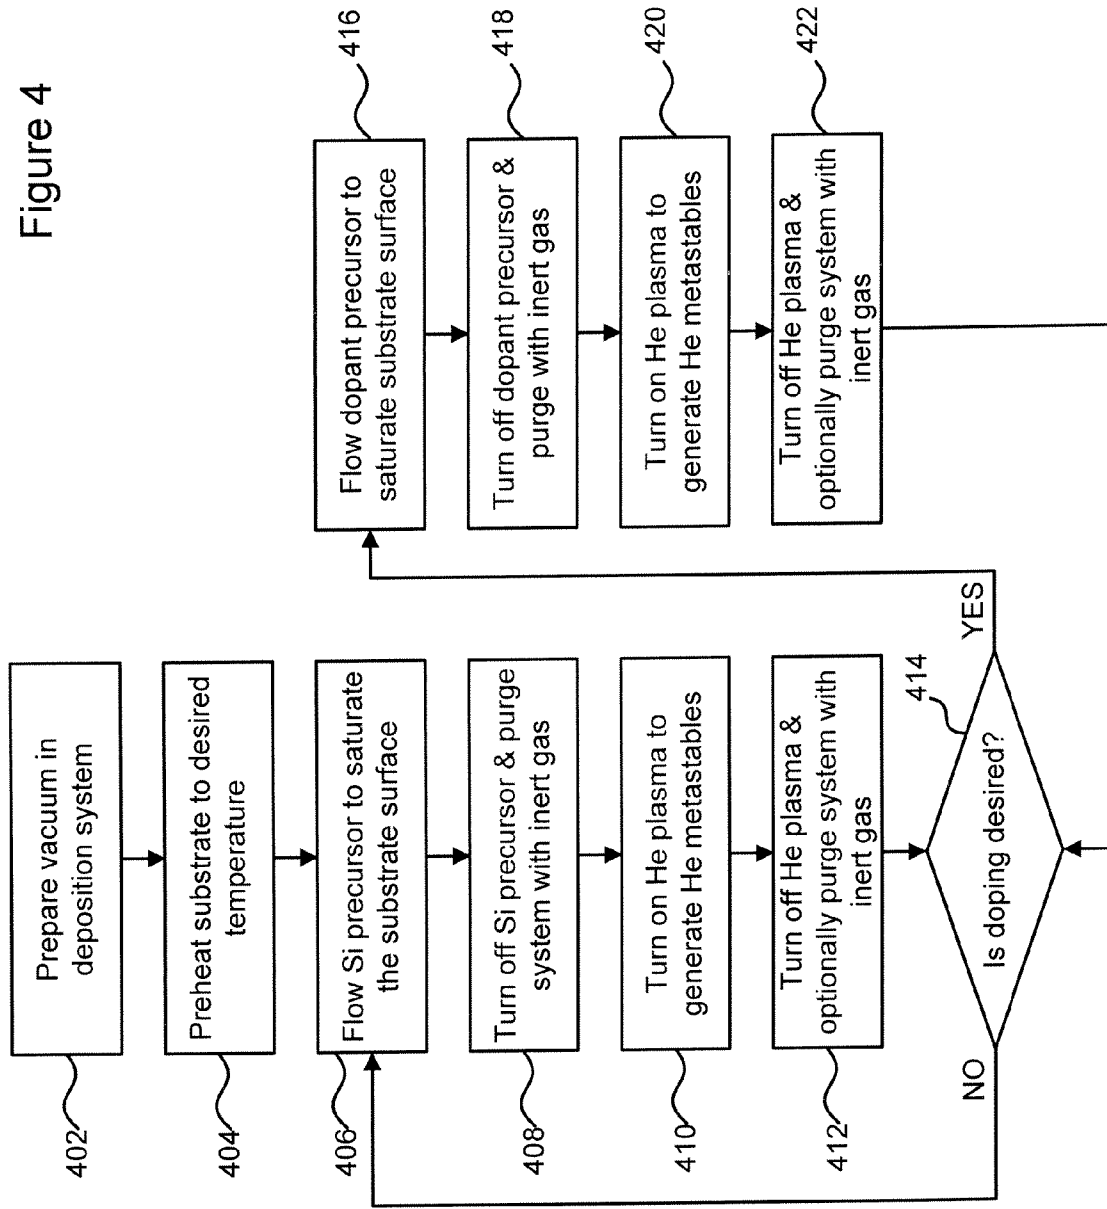 Figure 4
Prepare vacuum in
deposition system
402
Preheat substrate to desired
temperature
404
Flow Si precursor to saturate
the substrate surface
406
Turn off Si precursor & purge
system with inert gas
408
Turn on He plasma to
generate He metastables
410
Turn off He plasma &
optionally purge system with
inert gas
412
Is doping desired?
414
NO
YES
Flow dopant precursor to
saturate substrate surface
416
Turn off dopant precursor &
purge with inert gas
418
Turn on He plasma to
generate He metastables
420
Turn off He plasma &
optionally purge system with
inert gas
422